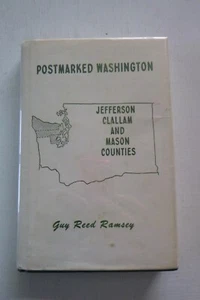 POSTMARKED WASHINGTON
JEFFERSON
CLALLAM
AND
MASON
COUNTIES
Guy Reed Ramsey